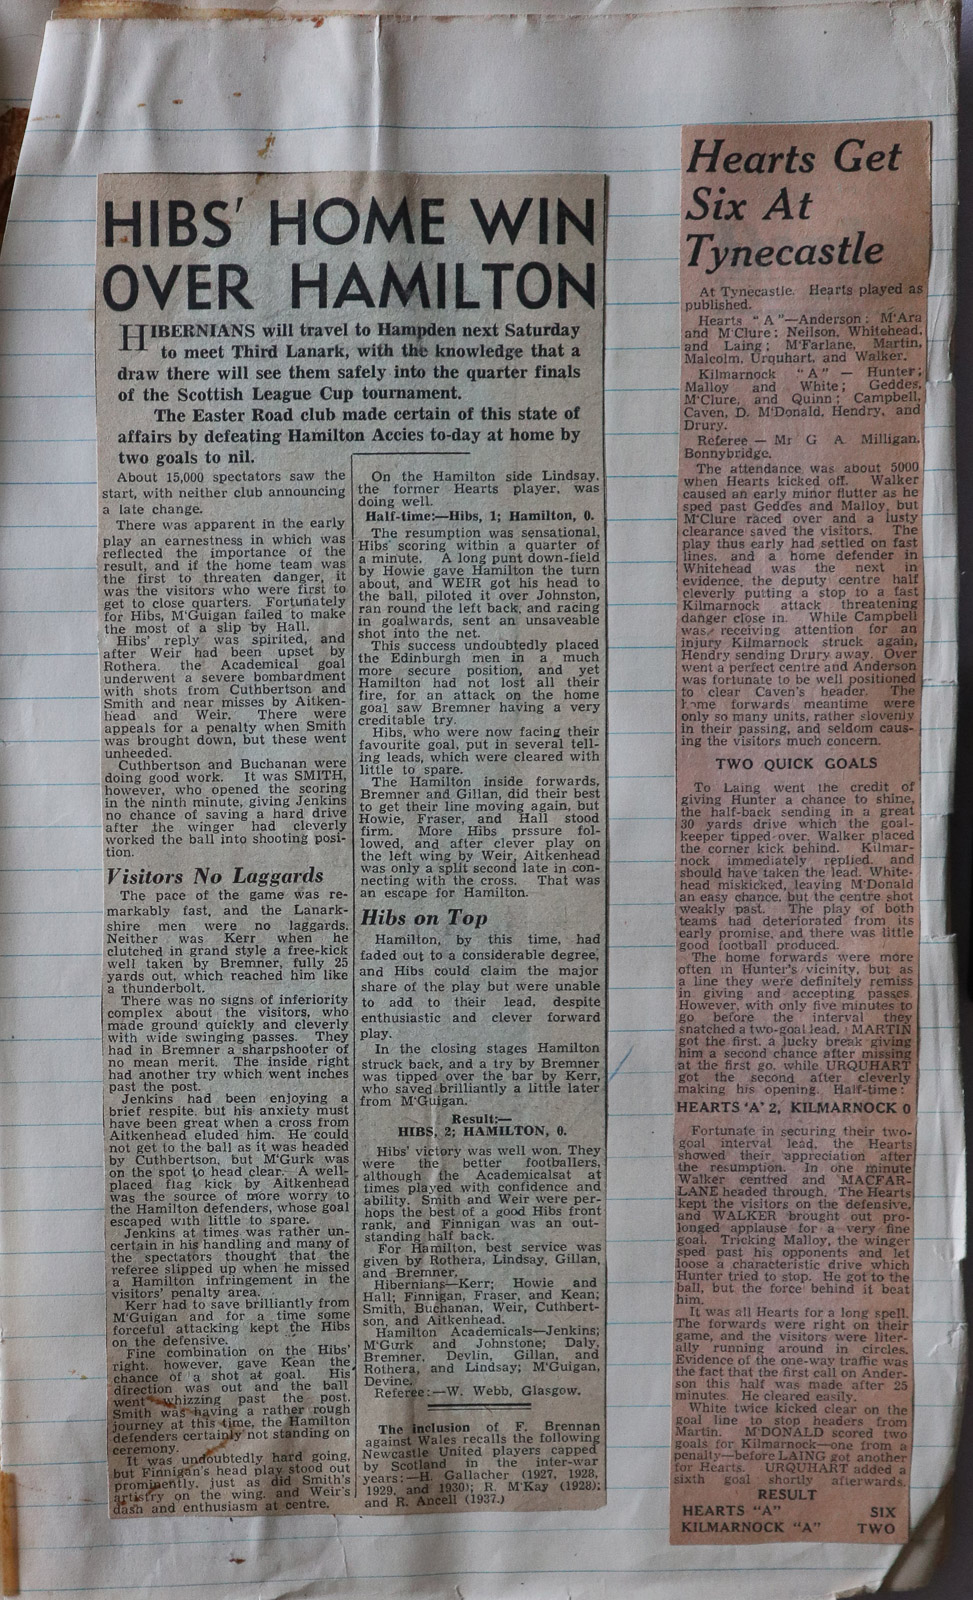 HIBS' HOME WIN
OVER HAMILTON
HIBERNIANS will travel to Hampden next Saturday
to meet Third Lanark, with the knowledge that a
draw there will see them safely into the quarter finals
of the Scottish League Cup tournament.
The Easter Road club made certain of this state of
affairs by defeating Hamilton Accies to-day at home by
two goals to nil.
About 15,000 spectators saw the
start, with neither club announcing
a late change.
There was apparent in the early
play an earnestness in which was
reflected the importance of the
result, and if the home team was
the first to threaten danger, it
was the visitors who were first to
get to close quarters. Fortunately
for Hibs, M'Guigan failed to make
the most of a slip by Hall.
Hibs' reply was spirited, and
after Weir had been upset by
Rothera, the Academical goal
underwent a severe bombardment
with shots from Cuthbertson and
Smith and near misses by Aitken-
head and Weir. There were
appeals for a penalty when Smith
was brought down, but these went
unheeded.
Cuthbertson and Buchanan were
doing good work. It was SMITH,
however, who opened the scoring
in the ninth minute, giving Jenkins
no chance of saving a hard drive
after the winger had cleverly
worked the ball into shooting posi-
tion.
Visitors No Laggards
The pace of the game was re-
markably fast, and the Lanark-
shire men were no laggards.
Neither was Kerr when he
clutched in grand style a free-kick
well taken by Bremner, fully 25
yards out, which reached him like
a thunderbolt.
There was no signs of inferiority
complex about the visitors, who
made ground quickly and cleverly
with wide swinging passes. They
had in Bremner a sharpshooter of
no mean merit. The inside right
had another try which went inches
past the post.
Jenkins had been enjoying a
brief respite, but his anxiety must
have been great when a cross from
Aitkenhead eluded him. He could
not get to the ball as it was headed
by Cuthbertson, but M'Gurk was
on the spot to head clear. A well-
placed flag kick by Aitkenhead
was the source of more worry to
the Hamilton defenders, whose goal
escaped with little to spare.
Jenkins at times was rather un-
certain in his handling and many of
the spectators thought that the
referee slipped up when he missed
a Hamilton infringement in the
visitors' penalty area.
Kerr had to save brilliantly from
M'Guigan and for a time some
forceful attacking kept the Hibs
on the defensive.
Fine combination on the Hibs'
right, however, gave Kean the
chance of a shot at goal. His
direction was out and the ball
went whizzing past the post.
Smith was having a rather rough
journey at this time, the Hamilton
defenders certainly not standing on
ceremony.
It was undoubtedly hard going,
but Finnigan's head play stood out
prominently, just as did Smith's
artistry on the wing, and Weir's
dash and enthusiasm at centre.
On the Hamilton side Lindsay,
the former Hearts player, was
doing well.
Half-time:—Hibs, 1; Hamilton, 0.
The resumption was sensational,
Hibs scoring within a quarter of
a minute. A long punt down-field
by Howie gave Hamilton the turn
about, and WEIR got his head to
the ball, piloted it over Johnston,
ran round the left back, and racing
in goalwards, sent an unsaveable
shot into the net.
This success undoubtedly placed
the Edinburgh men in a much
more secure position, and yet
Hamilton had not lost all their
fire, for an attack on the home
goal saw Bremner having a very
creditable try.
Hibs, who were now facing their
favourite goal, put in several tell-
ing leads, which were cleared with
little to spare.
The Hamilton inside forwards,
Bremner and Gillan, did their best
to get their line moving again, but
Howie, Fraser, and Hall stood
firm. More Hibs prssure fol-
lowed, and after clever play on
the left wing by Weir, Aitkenhead
was only a split second late in con-
necting with the cross. That was
an escape for Hamilton.
Hibs on Top
Hamilton, by this time, had
faded out to a considerable degree,
and Hibs could claim the major
share of the play but were unable
to add to their lead, despite
enthusiastic and clever forward
play.
In the closing stages Hamilton
struck back, and a try by Bremner
was tipped over the bar by Kerr,
who saved brilliantly a little later
from M'Guigan.
Result:—
HIBS, 2; HAMILTON, 0.
Hibs' victory was well won. They
were the better footballers,
although the Academicalsat at
times played with confidence and
ability. Smith and Weir were per-
hops the best of a good Hibs front
rank, and Finnigan was an out-
standing half back.
For Hamilton, best service was
given by Rothera, Lindsay, Gillan,
and Bremner.
Hibernians—Kerr; Howie and
Hall; Finnigan, Fraser, and Kean;
Smith, Buchanan, Weir, Cuthbert-
son, and Aitkenhead.
Hamilton Academicals—Jenkins;
M'Gurk and Johnstone; Daly,
Bremner, Devlin, Gillan, and
Rothera, and Lindsay; M'Guigan,
Devine.
Referee:—W. Webb, Glasgow.
The inclusion of F. Brennan
against Wales recalls the following
Newcastle United players capped
by Scotland in the inter-war
years:—H. Gallacher (1927, 1928,
1929, and 1930); R. M'Kay (1928);
and R. Ancell (1937.)
Hearts Get
Six At
Tynecastle
At Tynecastle. Hearts played as
published.
Hearts "A"—Anderson; M'Ara
and M'Clure; Neilson, Whitehead,
and Laing; M'Farlane, Martin,
Malcolm, Urquhart, and Walker.
Kilmarnock "A" — Hunter;
Malloy and White; Geddes,
M'Clure, and Quinn; Campbell,
Caven, D. M'Donald, Hendry, and
Drury.
Referee — Mr G A Milligan,
Bonnybridge.
The attendance was about 5000
when Hearts kicked off. Walker
caused an early minor flutter as he
sped past Geddes and Malloy, but
M'Clure raced over and a lusty
clearance saved the visitors. The
play thus early had settled on fast
lines, and a home defender in
Whitehead was the next in
evidence, the deputy centre half
cleverly putting a stop to a fast
Kilmarnock attack threatening
danger close in. While Campbell
was receiving attention for an
injury Kilmarnock struck again,
Hendry sending Drury away. Over
went a perfect centre and Anderson
was fortunate to be well positioned
to clear Caven's header. The
home forwards meantime were
only so many units, rather slovenly
in their passing, and seldom caus-
ing the visitors much concern.
TWO QUICK GOALS
To Laing went the credit of
giving Hunter a chance to shine,
the half-back sending in a great
30 yards drive which the goal-
keeper tipped over. Walker placed
the corner kick behind. Kilmar-
nock immediately replied, and
should have taken the lead. White-
head miskicked, leaving M'Donald
an easy chance, but the centre shot
weakly past. The play of both
teams had deteriorated from its
early promise, and there was little
good football produced.
The home forwards were more
often in Hunter's vicinity, but as
a line they were definitely remiss
in giving and accepting passes.
However, with only five minutes to
go before the interval they
snatched a two-goal lead. MARTIN
got the first, a lucky break giving
him a second chance after missing
at the first go, while URQUHART
got the second after cleverly
making his opening. Half-time:
HEARTS 'A' 2, KILMARNOCK 0
Fortunate in securing their two-
goal interval lead, the Hearts
showed their appreciation after
the resumption. In one minute
Walker centred and MACFAR-
LANE headed through. The Hearts
kept the visitors on the defensive,
and WALKER brought out pro-
longed applause for a very fine
goal. Tricking Malloy, the winger
sped past his opponents and let
loose a characteristic drive which
Hunter tried to stop. He got to the
ball, but the force behind it beat
him.
It was all Hearts for a long spell.
The forwards were right on their
game, and the visitors were liter-
ally running around in circles.
Evidence of the one-way traffic was
the fact that the first call on Ander-
son this half was made after 25
minutes. He cleared easily.
White twice kicked clear on the
goal line to stop headers from
Martin. M'DONALD scored two
goals for Kilmarnock—one from a
penalty—before LAING got another
for Hearts. URQUHART added a
sixth goal shortly afterwards.
RESULT
HEARTS "A" SIX
KILMARNOCK "A" TWO